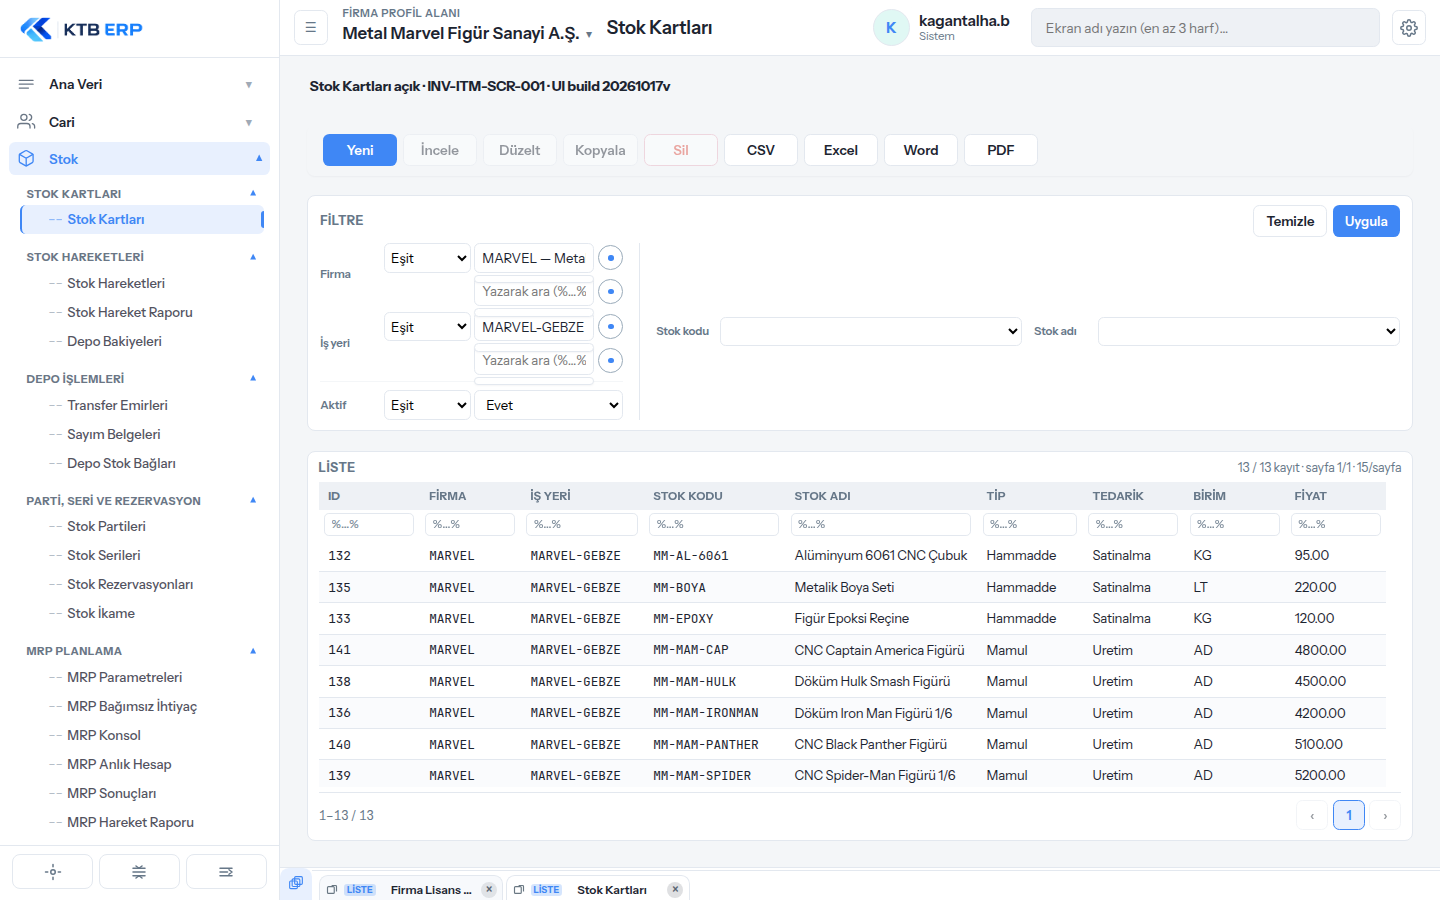 KTB ERP
FİRMA PROFİL ALANI
Metal Marvel Figür Sanayi A.Ş. ▾
Stok Kartları
K
kagantalha.b
Sistem
Ekran adı yazın (en az 3 harf)...
Ana Veri
Cari
Stok
STOK KARTLARI
Stok Kartları
STOK HAREKETLERİ
Stok Hareketleri
Stok Hareket Raporu
Depo Bakiyeleri
DEPO İŞLEMLERİ
Transfer Emirleri
Sayım Belgeleri
Depo Stok Bağları
PARTİ, SERİ VE REZERVASYON
Stok Partileri
Stok Serileri
Stok Rezervasyonları
Stok İkame
MRP PLANLAMA
MRP Parametreleri
MRP Bağımsız İhtiyaç
MRP Konsol
MRP Anlık Hesap
MRP Sonuçları
MRP Hareket Raporu
Stok Kartları açık · INV-ITM-SCR-001 · UI build 20261017v
Yeni İncele Düzelt Kopyala Sil CSV Excel Word PDF
FİLTRE
Temizle Uygula
Firma Eşit MARVEL — Meta
Yazarak ara (%...%
İş yeri Eşit MARVEL-GEBZE
Yazarak ara (%...%
Aktif Eşit Evet
Stok kodu Stok adı
LİSTE
13 / 13 kayıt · sayfa 1/1 · 15/sayfa
ID FİRMA İŞ YERİ STOK KODU STOK ADI TİP TEDARİK BİRİM FİYAT
%...% %...% %...% %...% %...% %...% %...% %...% %...%
132 MARVEL MARVEL-GEBZE MM-AL-6061 Alüminyum 6061 CNC Çubuk Hammadde Satinalma KG 95.00
135 MARVEL MARVEL-GEBZE MM-BOYA Metalik Boya Seti Hammadde Satinalma LT 220.00
133 MARVEL MARVEL-GEBZE MM-EPOXY Figür Epoksi Reçine Hammadde Satinalma KG 120.00
141 MARVEL MARVEL-GEBZE MM-MAM-CAP CNC Captain America Figürü Mamul Uretim AD 4800.00
138 MARVEL MARVEL-GEBZE MM-MAM-HULK Döküm Hulk Smash Figürü Mamul Uretim AD 4500.00
136 MARVEL MARVEL-GEBZE MM-MAM-IRONMAN Döküm Iron Man Figürü 1/6 Mamul Uretim AD 4200.00
140 MARVEL MARVEL-GEBZE MM-MAM-PANTHER CNC Black Panther Figürü Mamul Uretim AD 5100.00
139 MARVEL MARVEL-GEBZE MM-MAM-SPIDER CNC Spider-Man Figürü 1/6 Mamul Uretim AD 5200.00
1–13 / 13
‹ 1 ›
LİSTE Firma Lisans ... ×
LİSTE Stok Kartları ×